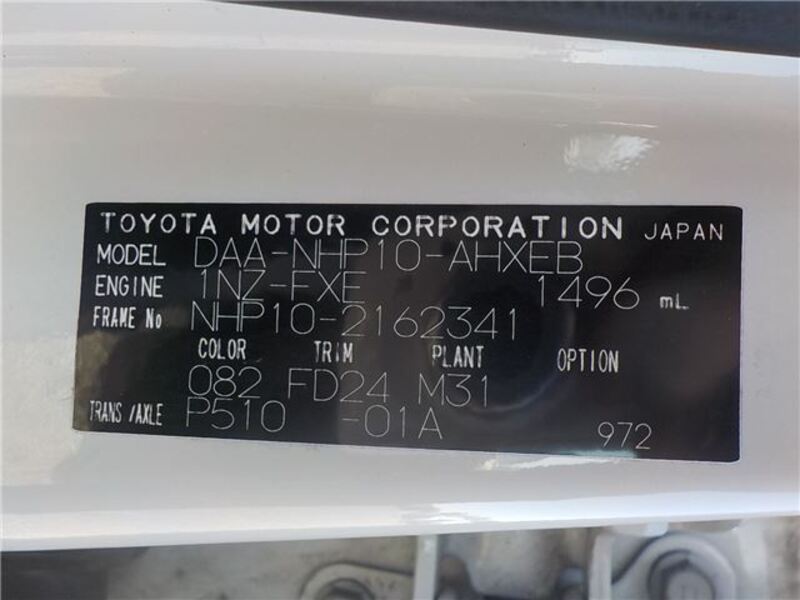 TOYOTA MOTOR CORPORATION JAPAN
MODEL DAA-NHP10-AHXEB
ENGINE 1NZ-FXE 1496 mL
FRAME No NHP10-2162341
COLOR TRIM PLANT OPTION
082 FD24 M31
TRANS /AXLE P510 -01A 972